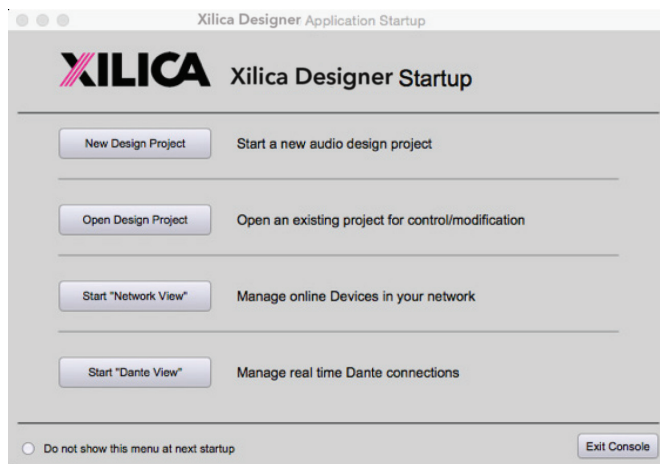 Xilica Designer Application Startup
XILICA Xilica Designer Startup
New Design Project Start a new audio design project
Open Design Project Open an existing project for control/modification
Start "Network View" Manage online Devices in your network
Start "Dante View" Manage real time Dante connections
Do not show this menu at next startup Exit Console